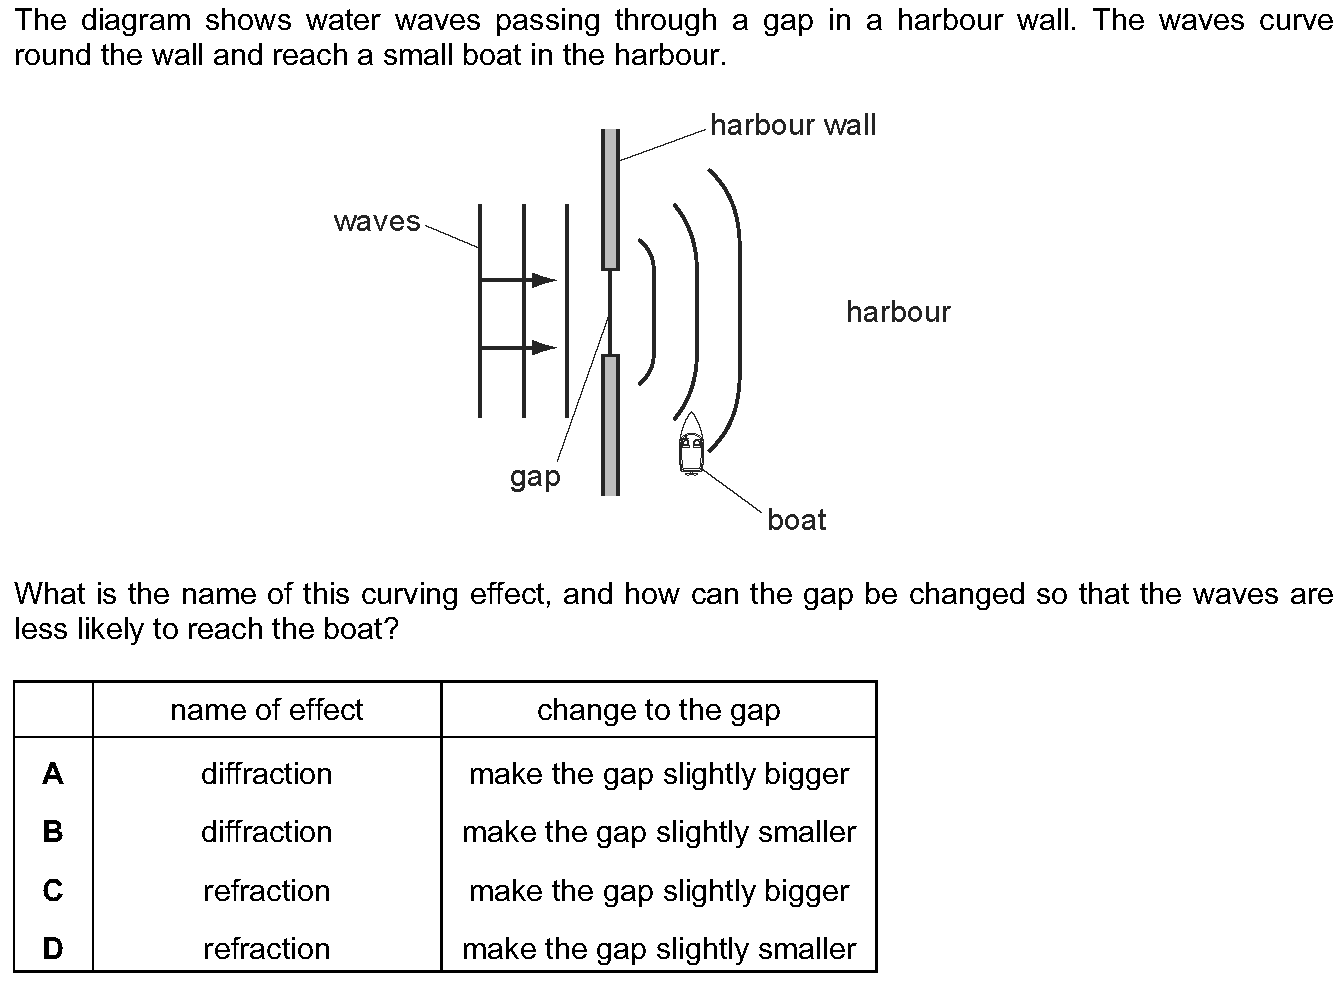 The diagram shows water waves passing through a gap in a harbour wall. The waves curve
round the wall and reach a small boat in the harbour.
harbour wall
waves
harbour
gap
boat
What is the name of this curving effect, and how can the gap be changed so that the waves are
less likely to reach the boat?
name of effect change to the gap
A diffraction make the gap slightly bigger
B diffraction make the gap slightly smaller
C refraction make the gap slightly bigger
D refraction make the gap slightly smaller